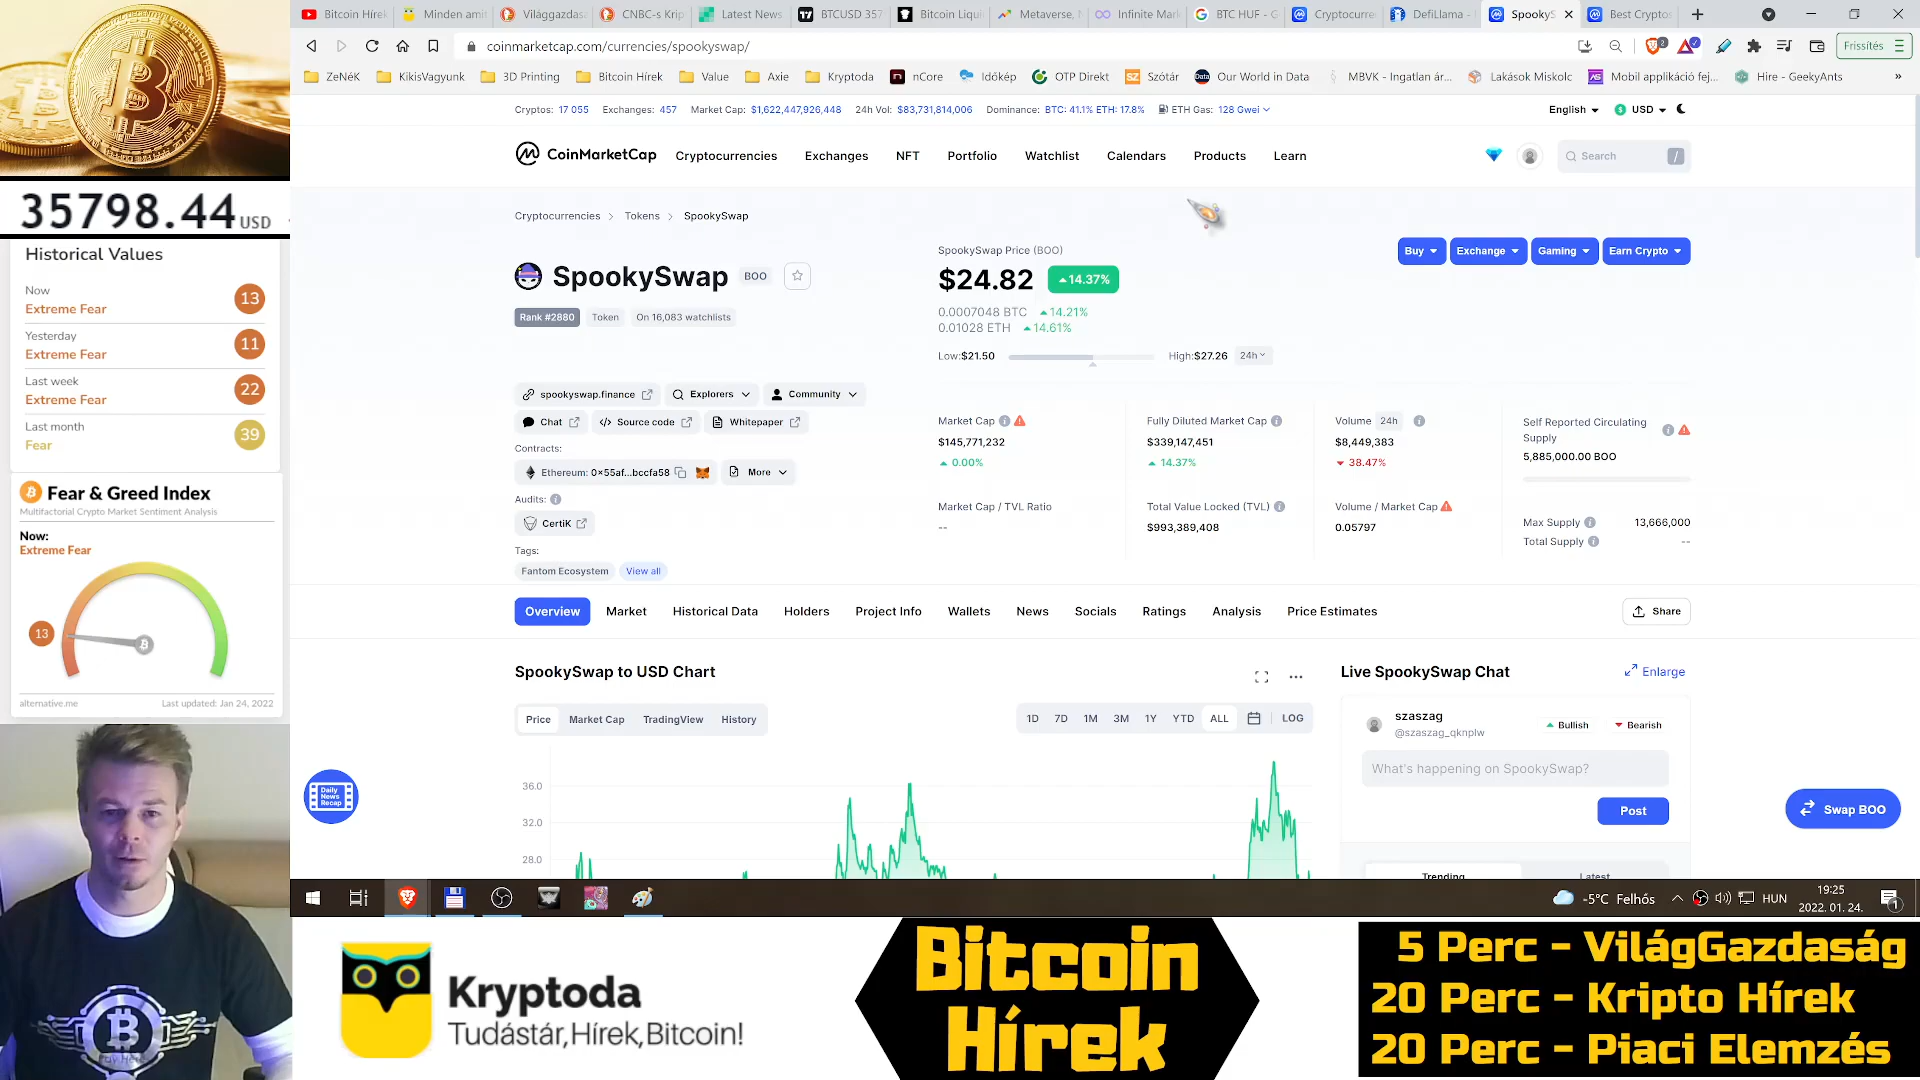 Bitcoin Hírek
Minden amit
Világgazdasá
CNBC-s Krip
Latest News
BTCUSD 357
Bitcoin Liqui
Metaverse, N
Infinite Mark
BTC HUF - G
Cryptocurre
DefiLlama -
SpookyS
Best Cryptos
coinmarketcap.com/currencies/spookyswap/
2
Frissítés
ZeNéK
KikisVagyunk
3D Printing
Bitcoin Hírek
Value
Axie
Kryptoda
nCore
Időkép
OTP Direkt
SZ Szótár
Data Our World in Data
MBVK - Ingatlan ár...
Lakások Miskolc
Mobil applikáció fej...
Hire - GeekyAnts
»
Cryptos: 17 055 Exchanges: 457 Market Cap: $1,622,447,926,448 24h Vol: $83,731,814,006 Dominance: BTC: 41.1% ETH: 17.8% ETH Gas: 128 Gwei
English USD
CoinMarketCap Cryptocurrencies Exchanges NFT Portfolio Watchlist Calendars Products Learn
Search /
Cryptocurrencies > Tokens > SpookySwap
SpookySwap BOO
Rank #2880 Token On 16,083 watchlists
SpookySwap Price (BOO)
$24.82 14.37%
0.0007048 BTC 14.21%
0.01028 ETH 14.61%
Low:$21.50 High:$27.26 24h
Buy Exchange Gaming Earn Crypto
spookyswap.finance Explorers Community
Chat Source code Whitepaper
Contracts:
Ethereum: 0x55af...bccfa58 More
Audits:
CertiK
Tags:
Fantom Ecosystem View all
Market Cap
$145,771,232
0.00%
Fully Diluted Market Cap
$339,147,451
14.37%
Volume 24h
$8,449,383
38.47%
Self Reported Circulating
Supply
5,885,000.00 BOO
Market Cap / TVL Ratio
--
Total Value Locked (TVL)
$993,389,408
Volume / Market Cap
0.05797
Max Supply 13,666,000
Total Supply --
Overview Market Historical Data Holders Project Info Wallets News Socials Ratings Analysis Price Estimates
Share
SpookySwap to USD Chart
Price Market Cap TradingView History
1D 7D 1M 3M 1Y YTD ALL LOG
36.0
32.0
28.0
Live SpookySwap Chat Enlarge
szaszag
@szaszag_qknplw
Bullish Bearish
What's happening on SpookySwap?
Post
Trending Latest
Swap BOO
Daily
News
Recap
-5°C Felhős
HUN
19:25
2022. 01. 24.
1
35798.44 USD
Historical Values
Now
Extreme Fear 13
Yesterday
Extreme Fear 11
Last week
Extreme Fear 22
Last month
Fear 39
Fear & Greed Index
Multifactorial Crypto Market Sentiment Analysis
Now:
Extreme Fear
13
alternative.me Last updated: Jan 24, 2022
Kryptoda
Tudástár,Hírek,Bitcoin!
Bitcoin
Hírek
5 Perc - VilágGazdaság
20 Perc - Kripto Hírek
20 Perc - Piaci Elemzés